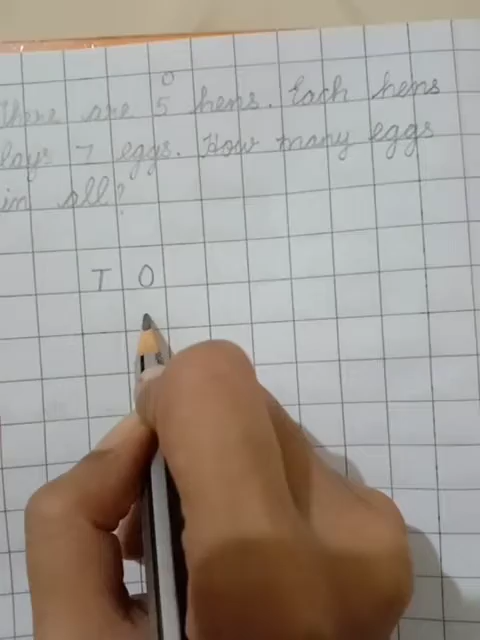 O
There are 5 hens. Each hens
lays 7 eggs. How many eggs
in all?
T O